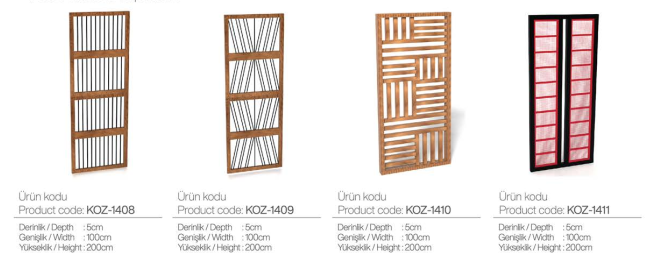 Ürün kodu
Product code: KOZ-1408
Derinlik / Depth : 5cm
Genişlik / Width : 100cm
Yükseklik / Height : 200cm
Ürün kodu
Product code: KOZ-1409
Derinlik / Depth : 5cm
Genişlik / Width : 100cm
Yükseklik / Height : 200cm
Ürün kodu
Product code: KOZ-1410
Derinlik / Depth : 5cm
Genişlik / Width : 100cm
Yükseklik / Height : 200cm
Ürün kodu
Product code: KOZ-1411
Derinlik / Depth : 5cm
Genişlik / Width : 100cm
Yükseklik / Height : 200cm